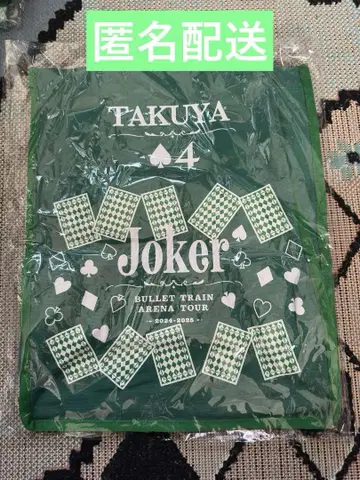 匿名配送
TAKUYA
♠4
Joker
BULLET TRAIN
ARENA TOUR
-2024-2025-